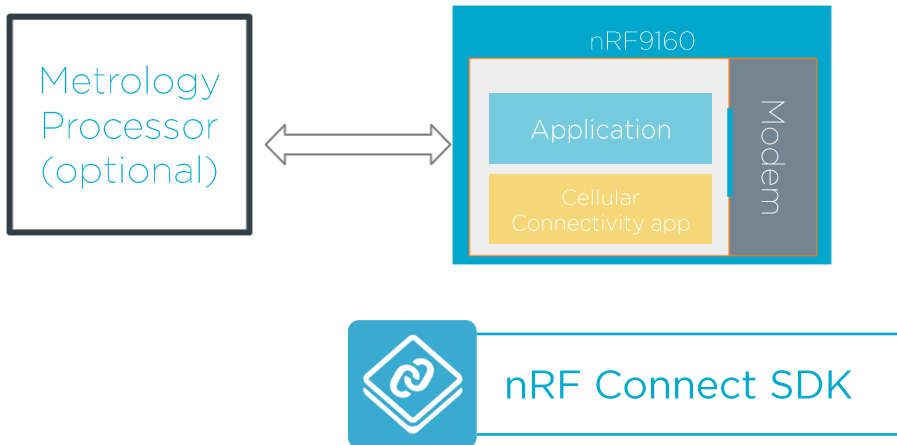 Metrology
Processor
(optional)
nRF9160
Application
Cellular
Connectivity app
Modem
nRF Connect SDK